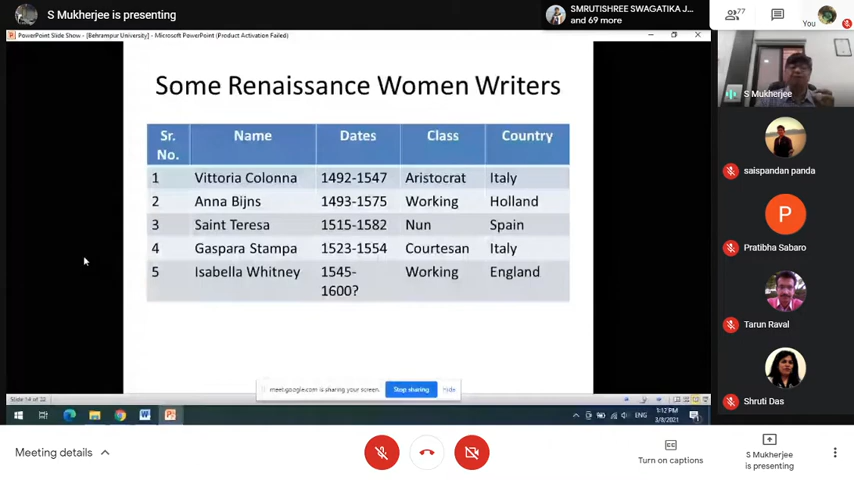 S Mukherjee is presenting
SMRUTISHREE SWAGATIKA J...
and 69 more
77
You
PowerPoint Slide Show - [Behrampur University] - Microsoft PowerPoint (Product Activation Failed)
Some Renaissance Women Writers
Sr. No. Name Dates Class Country
1 Vittoria Colonna 1492-1547 Aristocrat Italy
2 Anna Bijns 1493-1575 Working Holland
3 Saint Teresa 1515-1582 Nun Spain
4 Gaspara Stampa 1523-1554 Courtesan Italy
5 Isabella Whitney 1545-1600? Working England
meet.google.com is sharing your screen. Stop sharing Hide
ENG
1:12 PM
3/8/2021
S Mukherjee
saispandan panda
P
Pratibha Sabaro
Tarun Raval
Shruti Das
Meeting details
CC
Turn on captions
S Mukherjee
is presenting